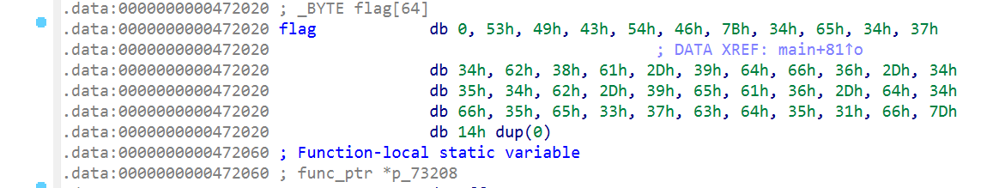 .data:0000000000472020 ; _BYTE flag[64]
.data:0000000000472020 flag db 0, 53h, 49h, 43h, 54h, 46h, 7Bh, 34h, 65h, 34h, 37h
.data:0000000000472020 ; DATA XREF: main+81↑o
.data:0000000000472020 db 34h, 62h, 38h, 61h, 2Dh, 39h, 64h, 66h, 36h, 2Dh, 34h
.data:0000000000472020 db 35h, 34h, 62h, 2Dh, 39h, 65h, 61h, 36h, 2Dh, 64h, 34h
.data:0000000000472020 db 66h, 35h, 65h, 33h, 37h, 63h, 64h, 35h, 31h, 66h, 7Dh
.data:0000000000472020 db 14h dup(0)
.data:0000000000472060 ; Function-local static variable
.data:0000000000472060 ; func_ptr *p_73208